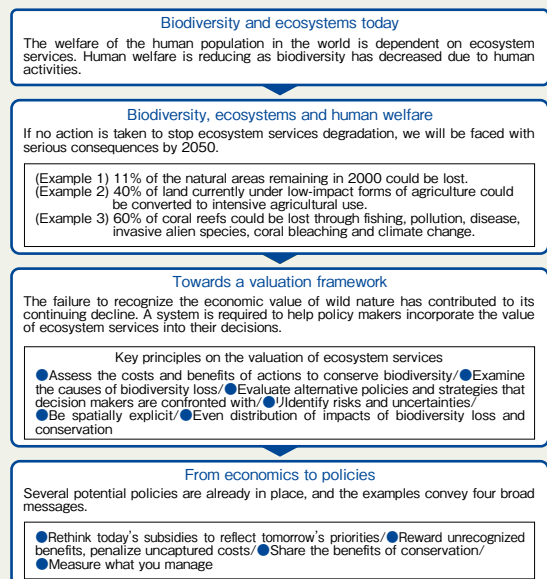 Biodiversity and ecosystems today
The welfare of the human population in the world is dependent on ecosystem
services. Human welfare is reducing as biodiversity has decreased due to human
activities.
Biodiversity, ecosystems and human welfare
If no action is taken to stop ecosystem services degradation, we will be faced with
serious consequences by 2050.
(Example 1) 11% of the natural areas remaining in 2000 could be lost.
(Example 2) 40% of land currently under low-impact forms of agriculture could
be converted to intensive agricultural use.
(Example 3) 60% of coral reefs could be lost through fishing, pollution, disease,
invasive alien species, coral bleaching and climate change.
Towards a valuation framework
The failure to recognize the economic value of wild nature has contributed to its
continuing decline. A system is required to help policy makers incorporate the value
of ecosystem services into their decisions.
Key principles on the valuation of ecosystem services
●Assess the costs and benefits of actions to conserve biodiversity/●Examine
the causes of biodiversity loss/●Evaluate alternative policies and strategies that
decision makers are confronted with/●Identify risks and uncertainties/
●Be spatially explicit/●Even distribution of impacts of biodiversity loss and
conservation
From economics to policies
Several potential policies are already in place, and the examples convey four broad
messages.
●Rethink today's subsidies to reflect tomorrow's priorities/●Reward unrecognized
benefits, penalize uncaptured costs/●Share the benefits of conservation/
●Measure what you manage